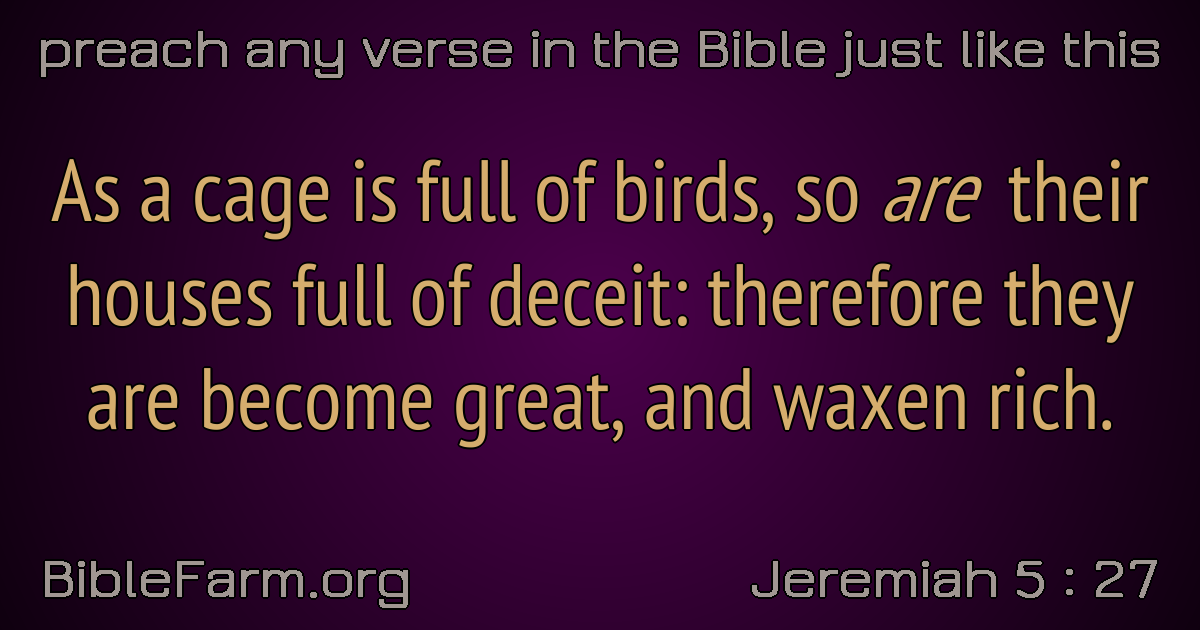 preach any verse in the Bible just like this
As a cage is full of birds, so are their
houses full of deceit: therefore they
are become great, and waxen rich.
BibleFarm.org
Jeremiah 5 : 27